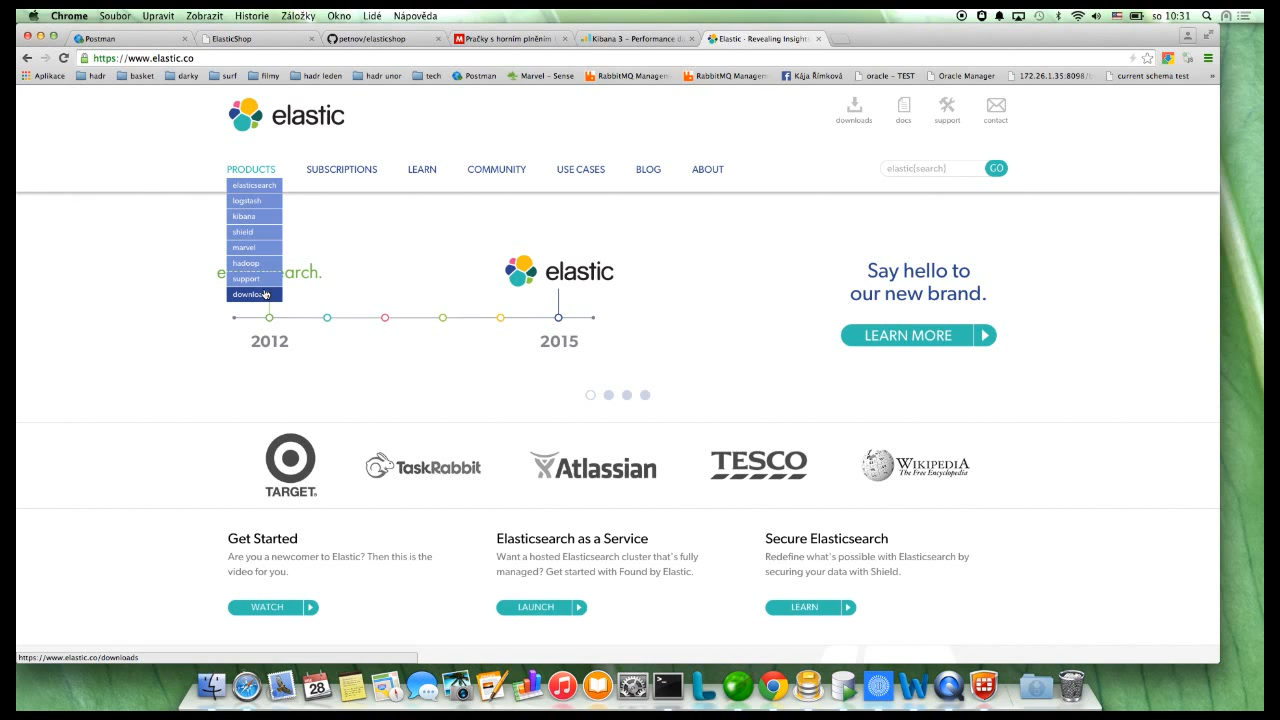 Chrome Soubor Upravit Zobrazit Historie Záložky Okno Lidé Nápověda so 10:31
Postman ElasticShop petnov/elasticshop Pračky s horním plněním Kibana 3 – Performance Elastic · Revealing Insight
https://www.elastic.co
Aplikace hadr basket darky surf filmy hadr leden hadr unor tech Postman Marvel – Sense RabbitMQ Managem RabbitMQ Managem Kája Římková oracle – TEST Oracle Manager 172.26.1.35:8098/ current schema test »
elastic
downloads docs support contact
PRODUCTS SUBSCRIPTIONS LEARN COMMUNITY USE CASES BLOG ABOUT elastic(search) GO
elasticsearch
logstash
kibana
shield
marvel
hadoop
support
downloads
arch.
elastic
2012 2015
Say hello to
our new brand.
LEARN MORE
TARGET TaskRabbit Atlassian TESCO WIKIPEDIA
The Free Encyclopedia
Get Started Elasticsearch as a Service Secure Elasticsearch
Are you a newcomer to Elastic? Then this is the Want a hosted Elasticsearch cluster that's fully Redefine what's possible with Elasticsearch by
video for you. managed? Get started with Found by Elastic. securing your data with Shield.
WATCH LAUNCH LEARN
https://www.elastic.co/downloads
28